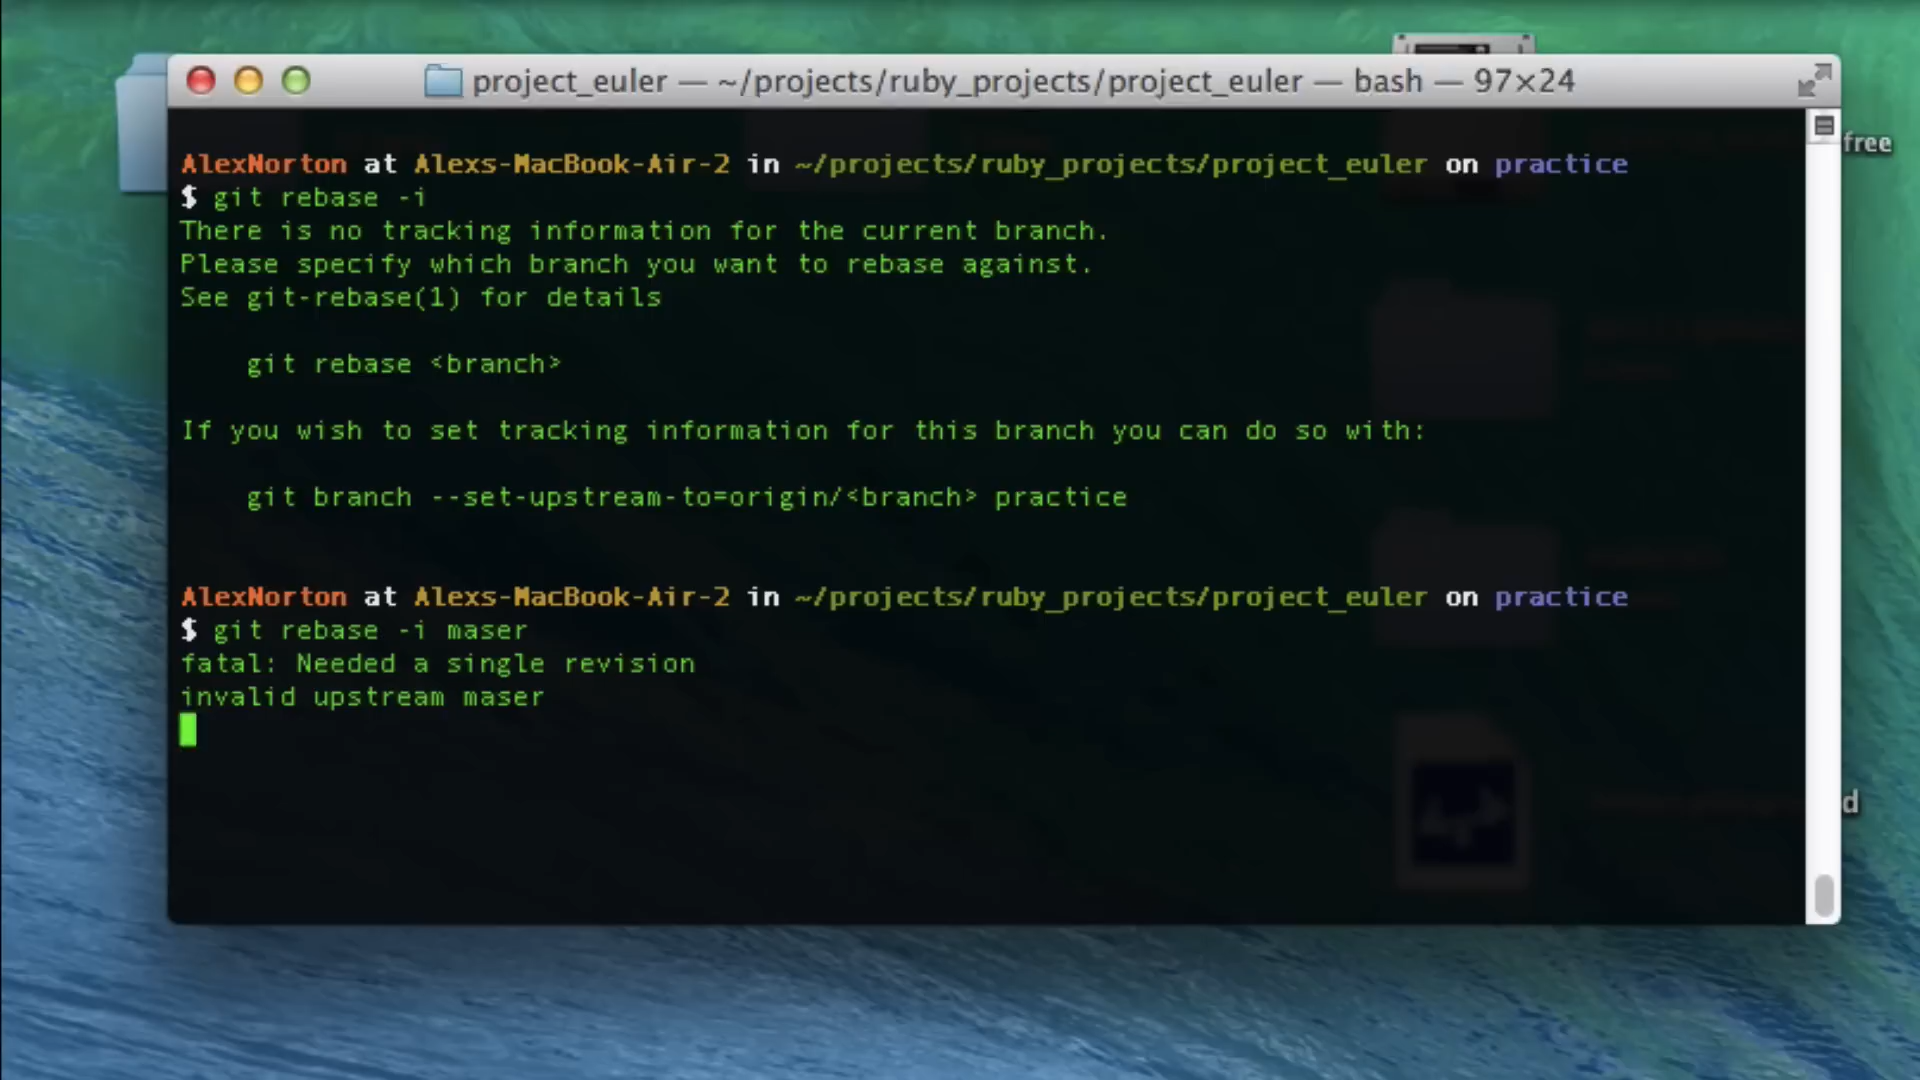 project_euler — ~/projects/ruby_projects/project_euler — bash — 97×24
free
AlexNorton at Alexs-MacBook-Air-2 in ~/projects/ruby_projects/project_euler on practice
$ git rebase -i
There is no tracking information for the current branch.
Please specify which branch you want to rebase against.
See git-rebase(1) for details
git rebase <branch>
If you wish to set tracking information for this branch you can do so with:
git branch --set-upstream-to=origin/<branch> practice
AlexNorton at Alexs-MacBook-Air-2 in ~/projects/ruby_projects/project_euler on practice
$ git rebase -i maser
fatal: Needed a single revision
invalid upstream maser
d